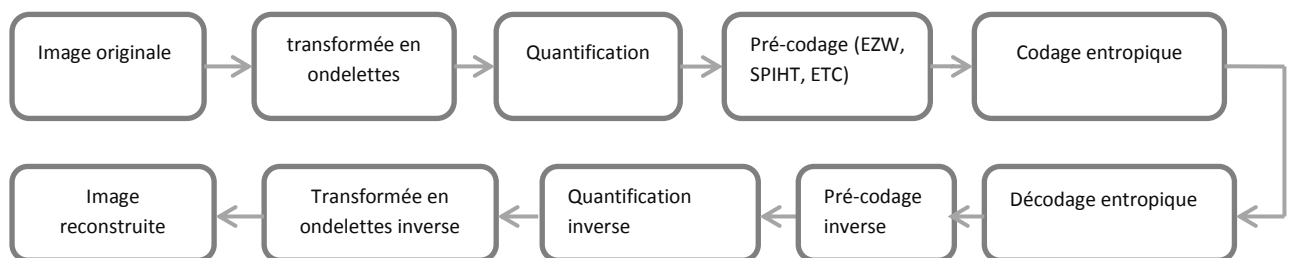 Image originale
transformée en
ondelettes
Quantification
Pré-codage (EZW,
SPIHT, ETC)
Codage entropique
Image
reconstruite
Transformée en
ondelettes inverse
Quantification
inverse
Pré-codage
inverse
Décodage entropique